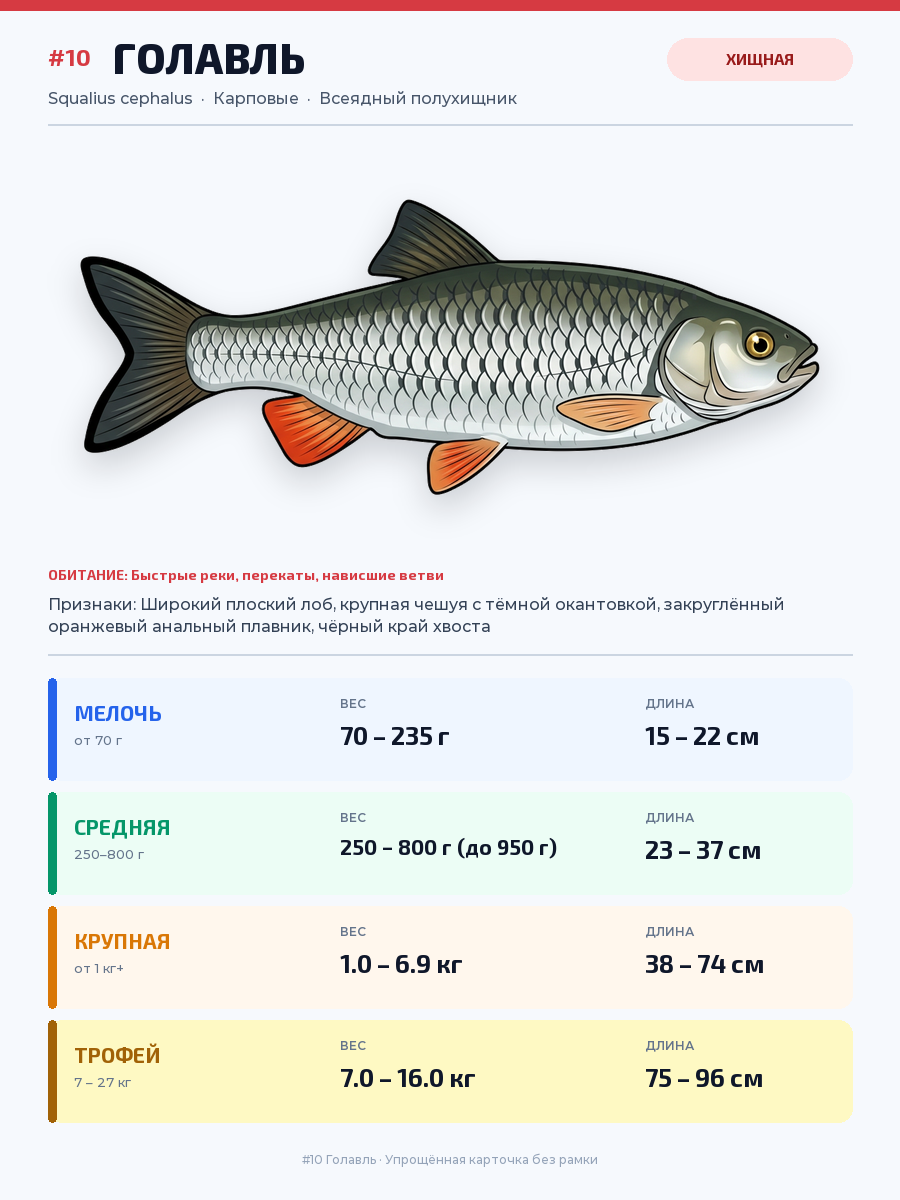 #10 ГОЛАВЛЬ
ХИЩНАЯ
Squalius cephalus · Карповые · Всеядный полухищник
ОБИТАНИЕ: Быстрые реки, перекаты, нависшие ветви
Признаки: Широкий плоский лоб, крупная чешуя с тёмной окантовкой, закруглённый
оранжевый анальный плавник, чёрный край хвоста
МЕЛОЧЬ
от 70 г
ВЕС
70 – 235 г
ДЛИНА
15 – 22 см
СРЕДНЯЯ
250–800 г
ВЕС
250 – 800 г (до 950 г)
ДЛИНА
23 – 37 см
КРУПНАЯ
от 1 кг+
ВЕС
1.0 – 6.9 кг
ДЛИНА
38 – 74 см
ТРОФЕЙ
7 – 27 кг
ВЕС
7.0 – 16.0 кг
ДЛИНА
75 – 96 см
#10 Голавль · Упрощённая карточка без рамки